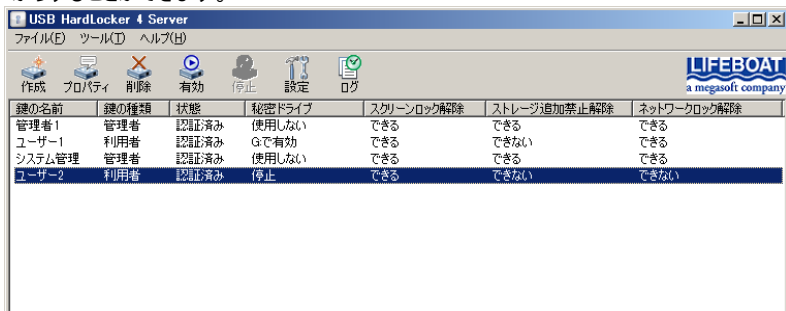 USB HardLocker 4 Server
ファイル(F) ツール(T) ヘルプ(H)
作成 プロパティ 削除 有効 停止 設定 ログ
LIFEBOAT
a megasoft company
鍵の名前 鍵の種類 状態 秘密ドライブ スクリーンロック解除 ストレージ追加禁止解除 ネットワークロック解除
管理者1 管理者 認証済み 使用しない できる できる できる
ユーザー1 利用者 認証済み G:で有効 できる できない できる
システム管理 管理者 認証済み 使用しない できる できる できる
ユーザー2 利用者 認証済み 停止 できる できない できない